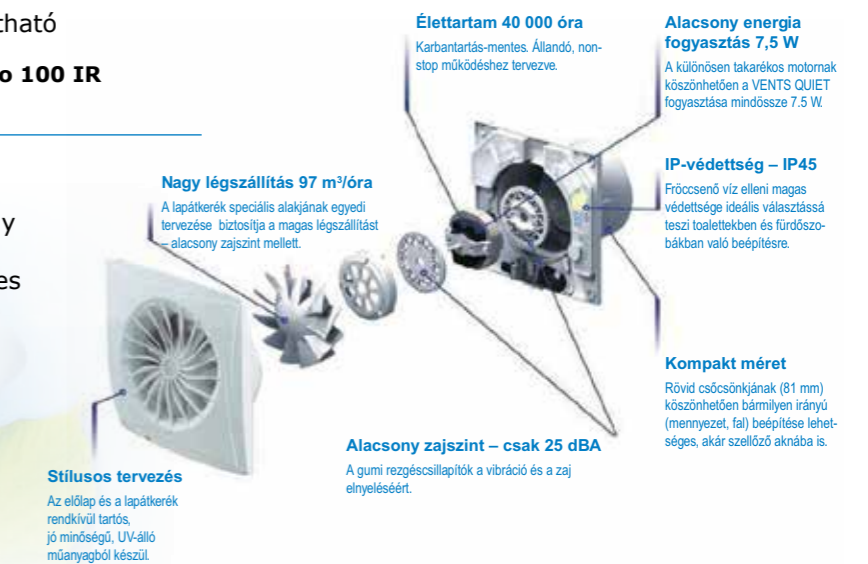 tható
o 100 IR
y
es
Élettartam 40 000 óra
Karbantartás-mentes. Állandó, non-
stop működéshez tervezve.
Alacsony energia
fogyasztás 7,5 W
A különösen takarékos motornak
köszönhetően a VENTS QUIET
fogyasztása mindössze 7.5 W.
Nagy légszállítás 97 m³/óra
A lapátkerék speciális alakjának egyedi
tervezése biztosítja a magas légszállítást
– alacsony zajszint mellett.
IP-védettség – IP45
Fröccsenő víz elleni magas
védettsége ideális választássá
teszi toalettekben és fürdőszo-
bákban való beépítésre.
Kompakt méret
Rövid csőcsönkjának (81 mm)
köszönhetően bármilyen irányú
(mennyezet, fal) beépítése lehet-
séges, akár szellőző aknába is.
Alacsony zajszint – csak 25 dBA
A gumi rezgéscsillapítók a vibráció és a zaj
elnyeléséért.
Stílusos tervezés
Az előlap és a lapátkerék
rendkívül tartós,
jó minőségű, UV-álló
műanyagból készül.